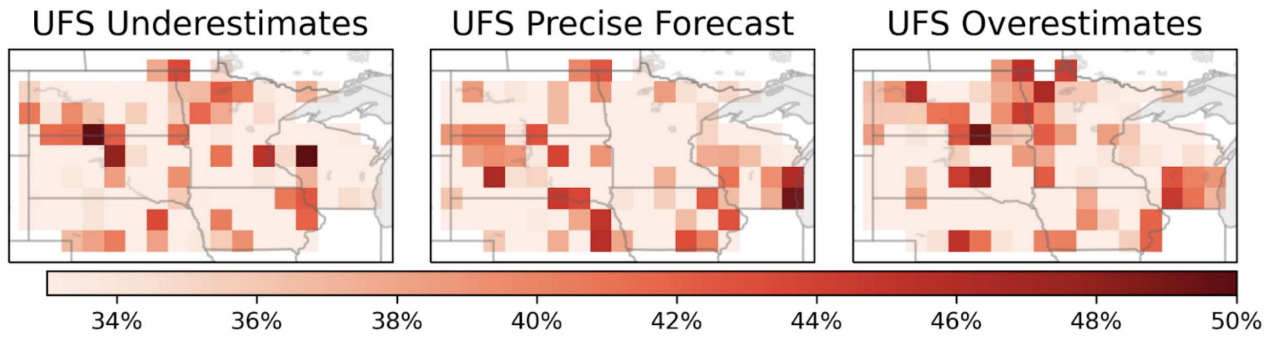 UFS Underestimates UFS Precise Forecast UFS Overestimates
34% 36% 38% 40% 42% 44% 46% 48% 50%